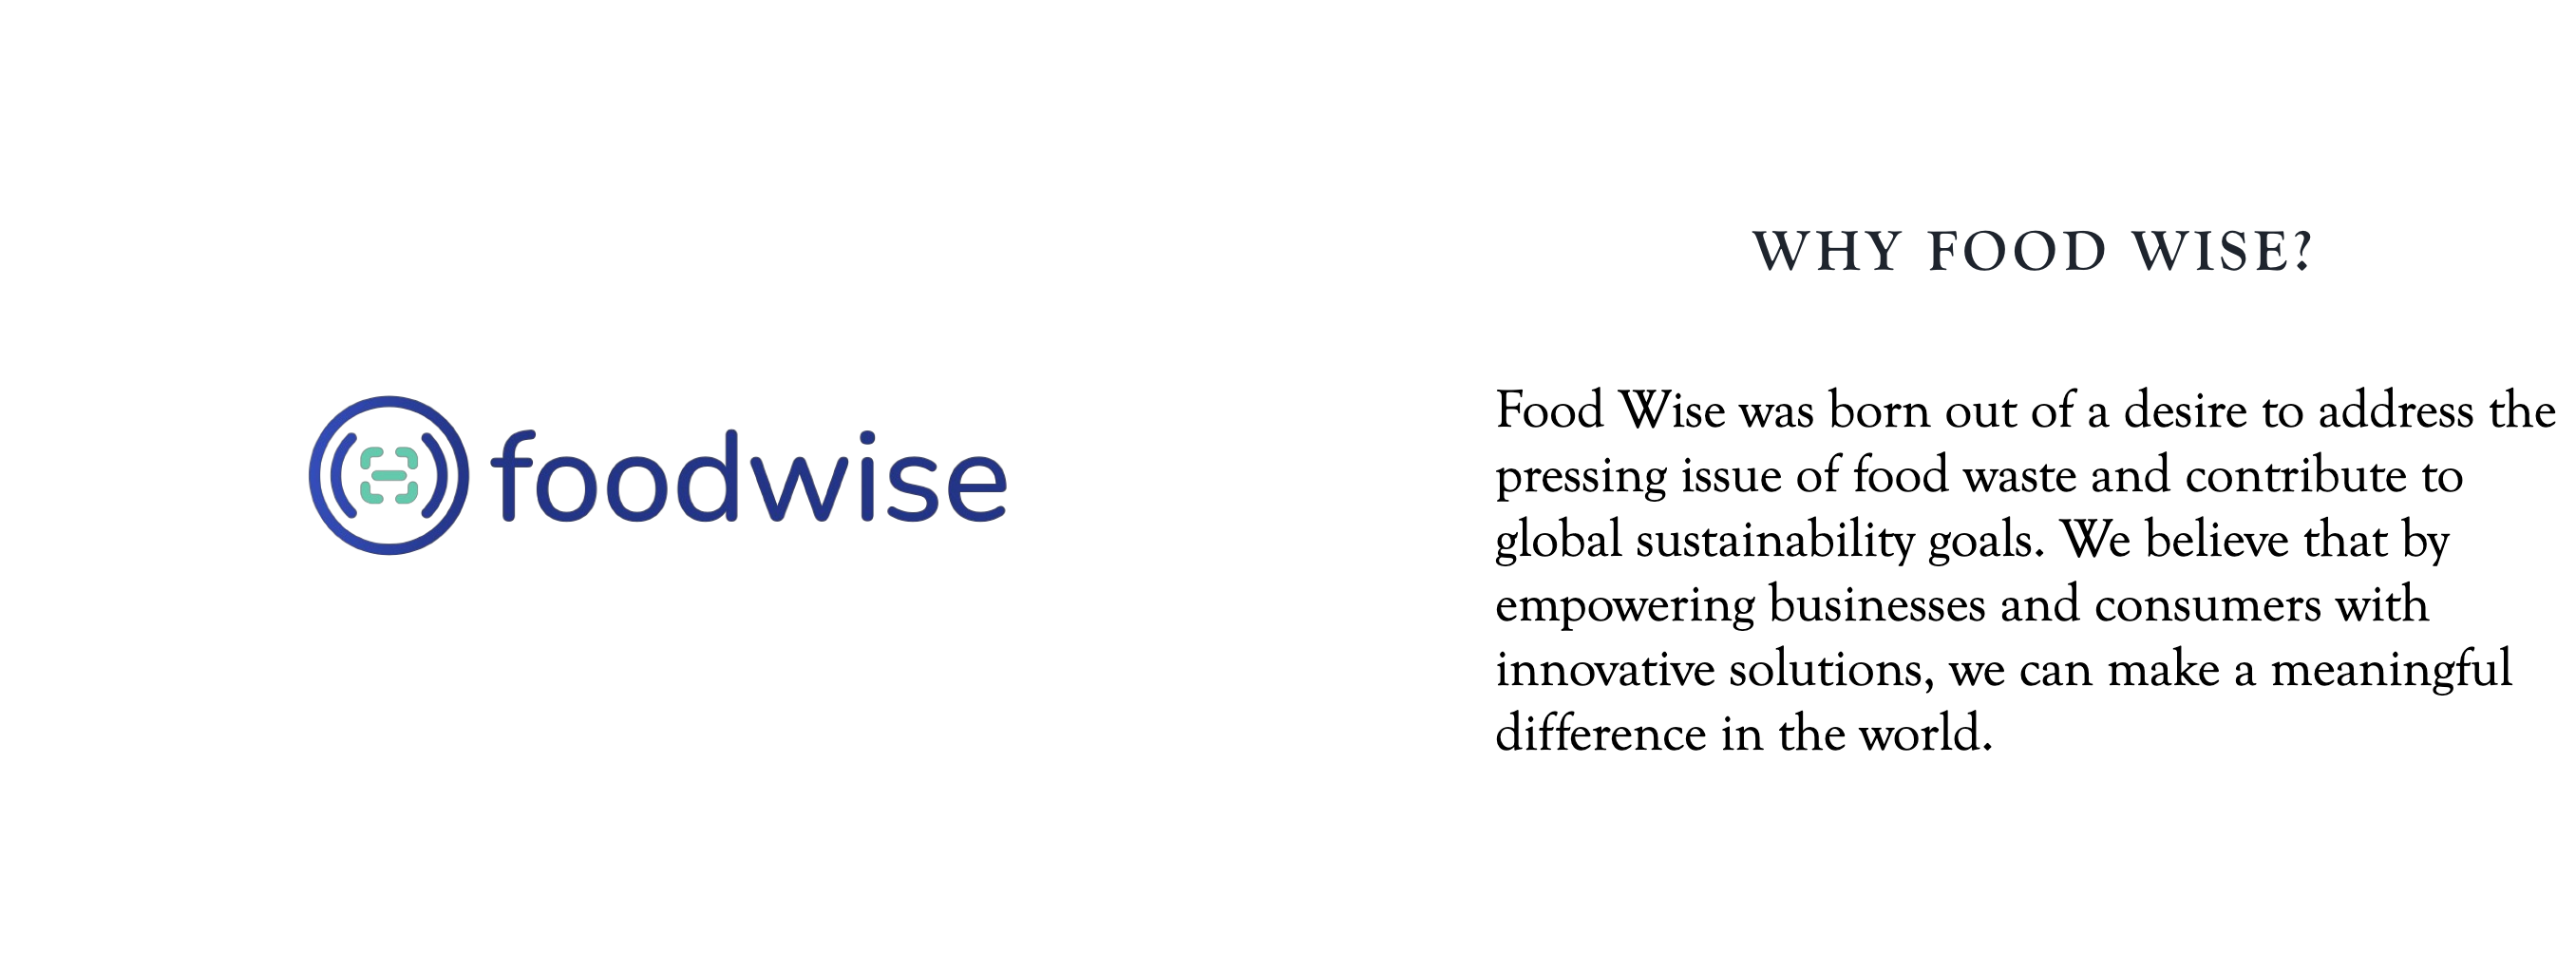 foodwise
WHY FOOD WISE?
Food Wise was born out of a desire to address the
pressing issue of food waste and contribute to
global sustainability goals. We believe that by
empowering businesses and consumers with
innovative solutions, we can make a meaningful
difference in the world.